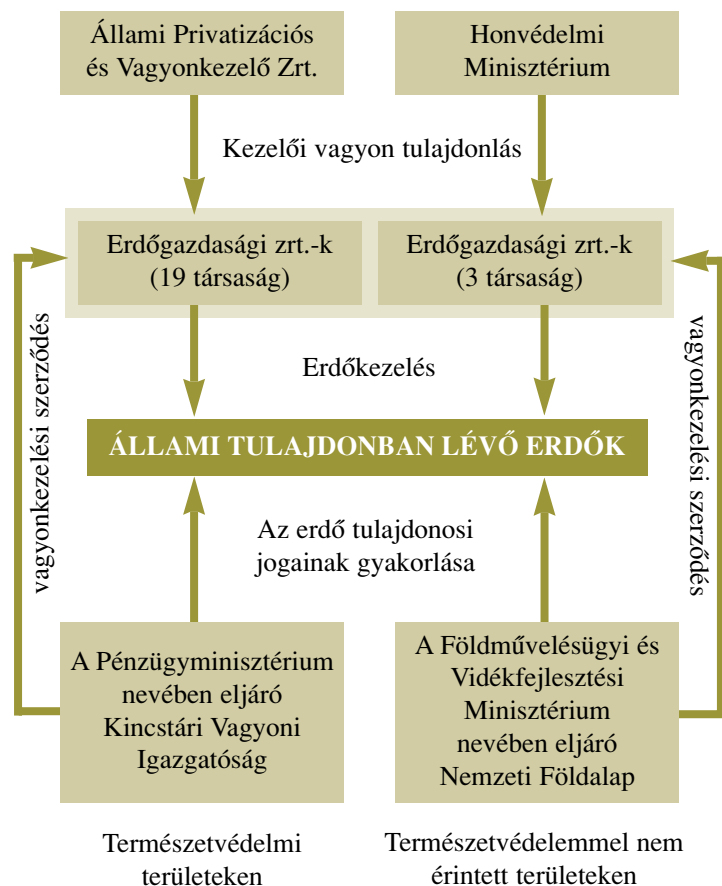 Állami Privatizációs
és Vagyonkezelő Zrt.
Honvédelmi
Minisztérium
Kezelői vagyon tulajdonlás
Erdőgazdasági zrt.-k
(19 társaság)
Erdőgazdasági zrt.-k
(3 társaság)
vagyonkezelési szerződés
vagyonkezelési szerződés
Erdőkezelés
ÁLLAMI TULAJDONBAN LÉVŐ ERDŐK
Az erdő tulajdonosi
jogainak gyakorlása
A Pénzügyminisztérium
nevében eljáró
Kincstári Vagyoni
Igazgatóság
A Földművelésügyi és
Vidékfejlesztési
Minisztérium
nevében eljáró
Nemzeti Földalap
Természetvédelmi
területeken
Természetvédelemmel nem
érintett területeken